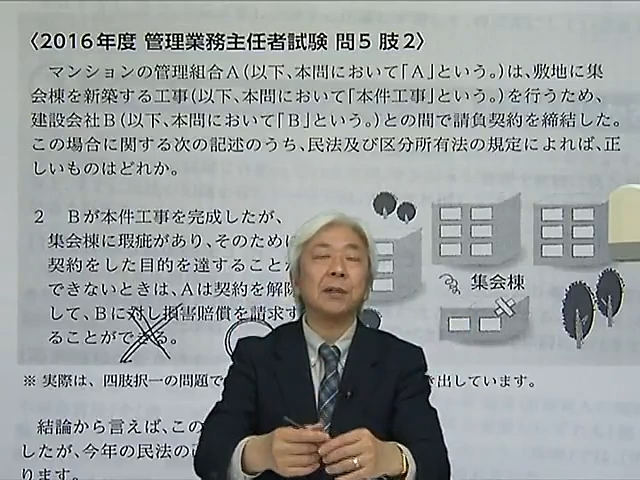 〈2016年度 管理業務主任者試験 問5 肢2〉
マンションの管理組合A(以下、本問において「A」という。)は、敷地に集
会棟を新築する工事(以下、本問において「本件工事」という。)を行うため、
建設会社B(以下、本問において「B」という。)との間で請負契約を締結した。
この場合に関する次の記述のうち、民法及び区分所有法の規定によれば、正
しいものはどれか。
2 Bが本件工事を完成したが、
集会棟に瑕疵があり、そのために
契約をした目的を達すること
できないときは、Aは契約を解除
して、Bに対し損害賠償を請求す
ることができる。
集会棟
※ 実際は、四肢択一の問題で
き出しています。
結論から言えば、この
したが、今年の民法の
ります。